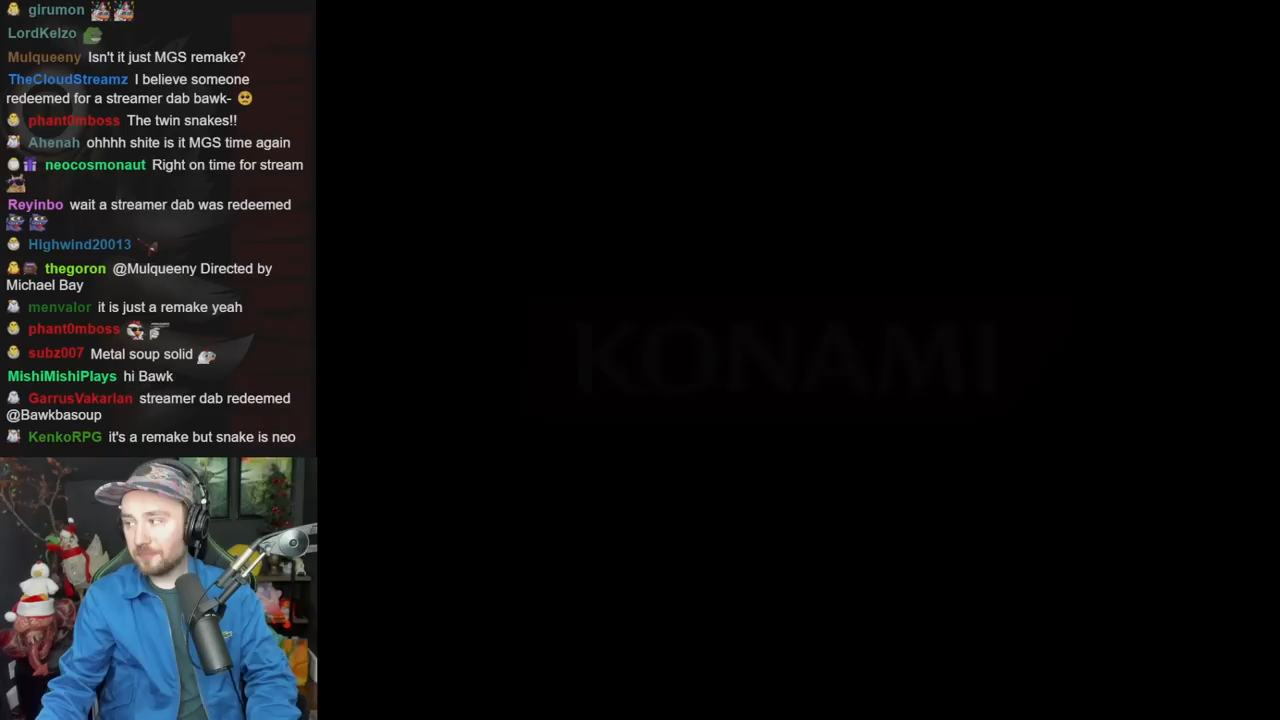 girumon
LordKelzo
Mulqueeny Isn't it just MGS remake?
TheCloudStreamz I believe someone
redeemed for a streamer dab bawk-
phant0mboss The twin snakes!!
Ahenah ohhhh shite is it MGS time again
neocosmonaut Right on time for stream
Reyinbo wait a streamer dab was redeemed
Highwind20013
thegoron @Mulqueeny Directed by
Michael Bay
menvalor it is just a remake yeah
phant0mboss
subz007 Metal soup solid
MishiMishiPlays hi Bawk
GarrusVakarIan streamer dab redeemed
@Bawkbasoup
KenkoRPG it's a remake but snake is neo
KONAMI